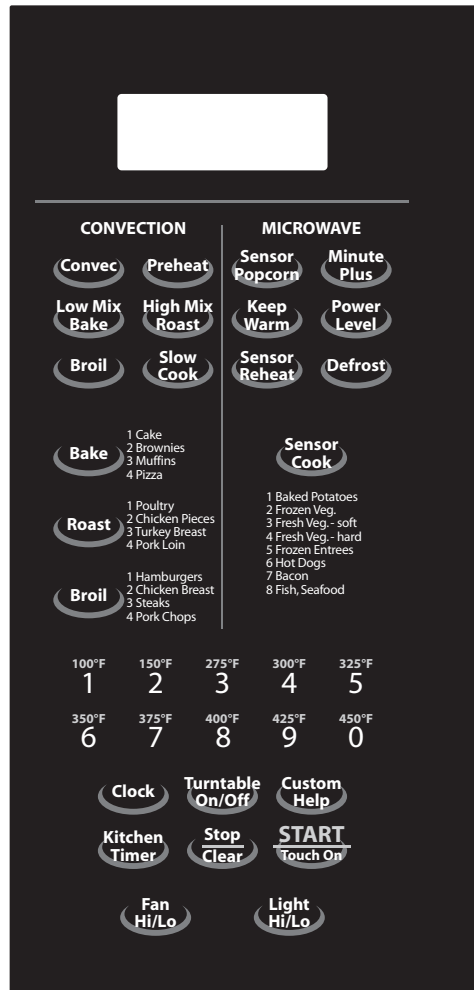 CONVECTION
MICROWAVE
Convec
Preheat
Sensor
Popcorn
Minute
Plus
Low Mix
Bake
High Mix
Roast
Keep
Warm
Power
Level
Broil
Slow
Cook
Sensor
Reheat
Defrost
Bake
1 Cake
2 Brownies
3 Muffins
4 Pizza
Roast
1 Poultry
2 Chicken Pieces
3 Turkey Breast
4 Pork Loin
Broil
1 Hamburgers
2 Chicken Breast
3 Steaks
4 Pork Chops
Sensor
Cook
1 Baked Potatoes
2 Frozen Veg.
3 Fresh Veg. - soft
4 Fresh Veg. - hard
5 Frozen Entrees
6 Hot Dogs
7 Bacon
8 Fish, Seafood
100°F 150°F 275°F 300°F 325°F
1 2 3 4 5
350°F 375°F 400°F 425°F 450°F
6 7 8 9 0
Clock
Turntable
On/Off
Custom
Help
Kitchen
Timer
Stop
Clear
START
Touch On
Fan
Hi/Lo
Light
Hi/Lo